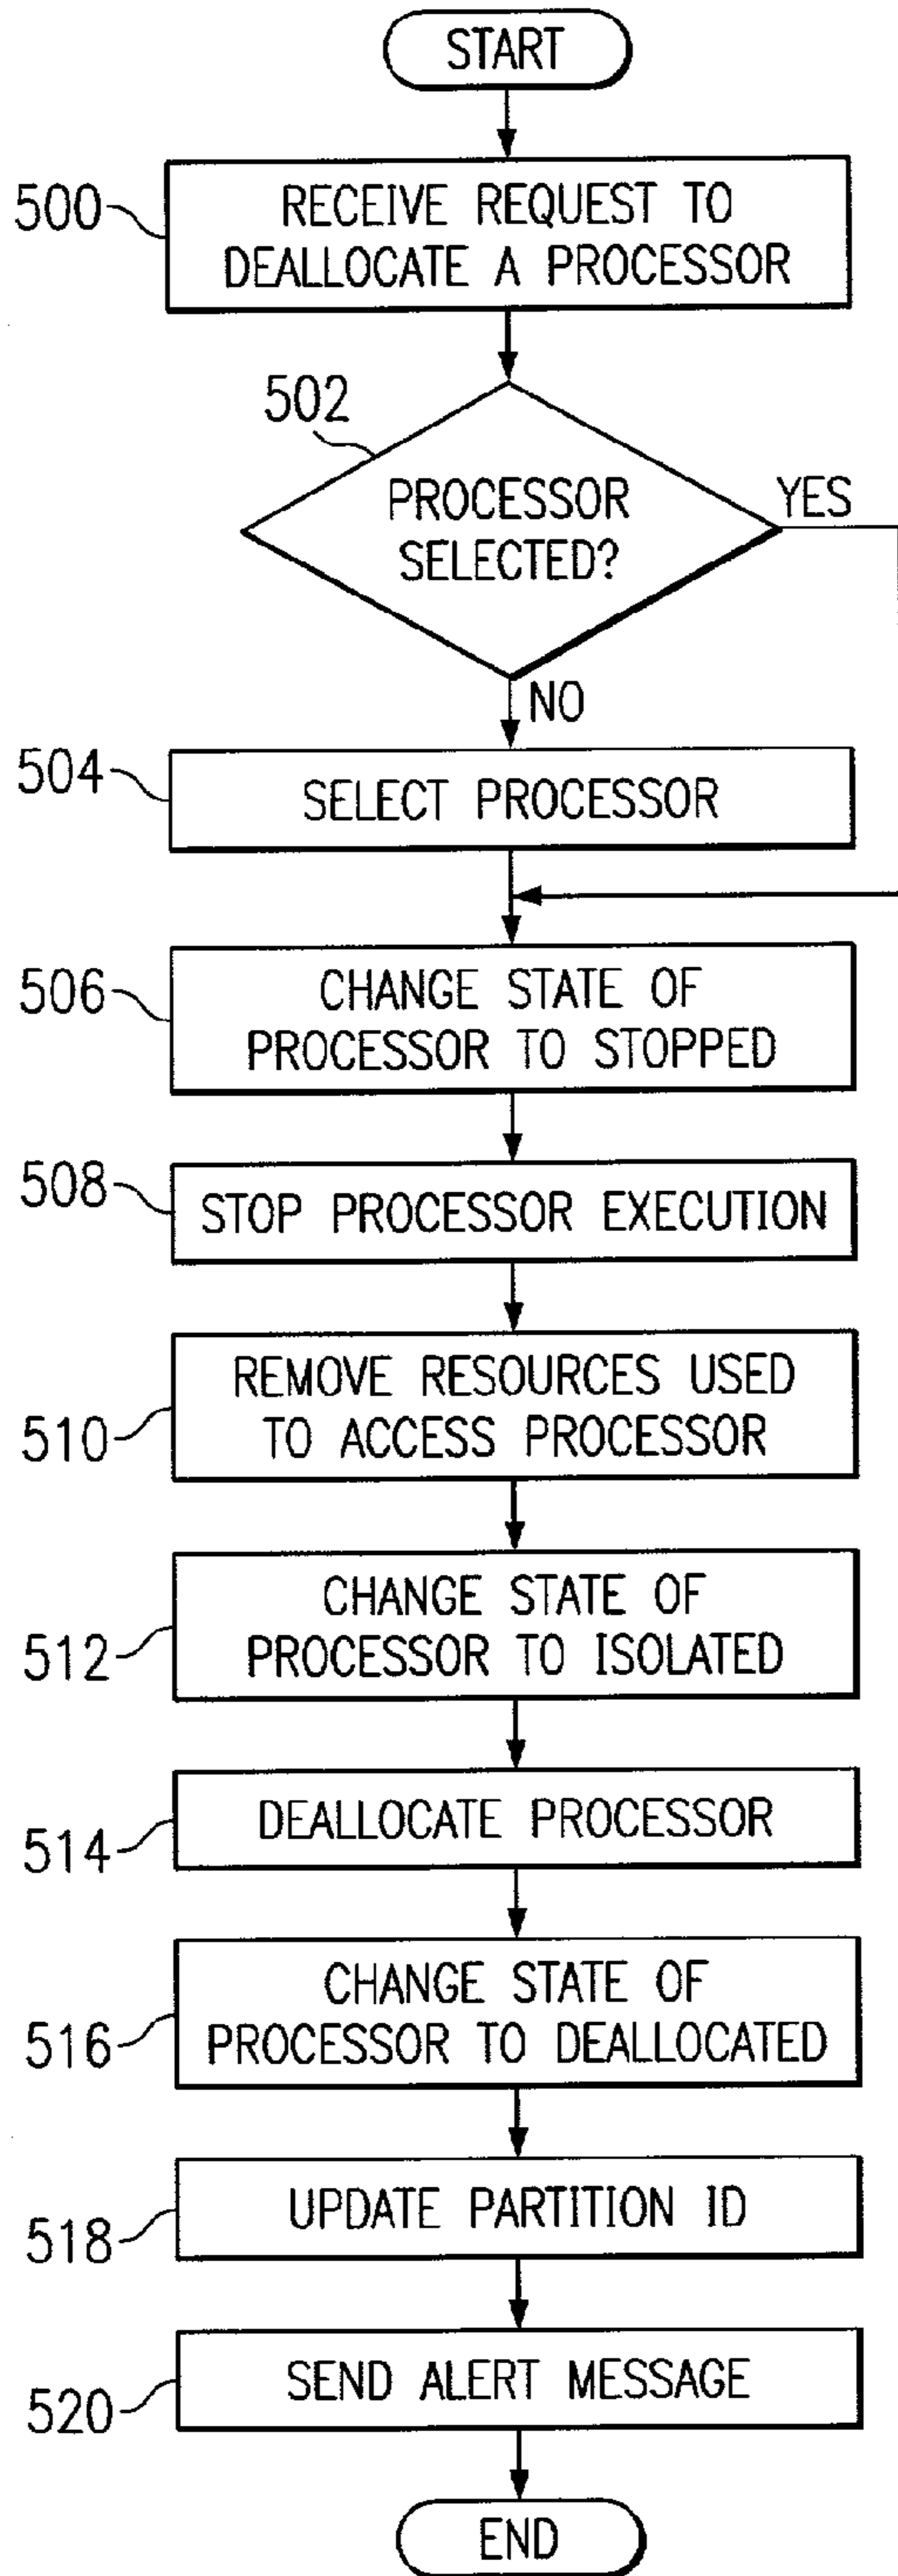 START
500
RECEIVE REQUEST TO
DEALLOCATE A PROCESSOR
502
PROCESSOR
SELECTED?
YES
NO
504
SELECT PROCESSOR
506
CHANGE STATE OF
PROCESSOR TO STOPPED
508
STOP PROCESSOR EXECUTION
510
REMOVE RESOURCES USED
TO ACCESS PROCESSOR
512
CHANGE STATE OF
PROCESSOR TO ISOLATED
514
DEALLOCATE PROCESSOR
516
CHANGE STATE OF
PROCESSOR TO DEALLOCATED
518
UPDATE PARTITION ID
520
SEND ALERT MESSAGE
END